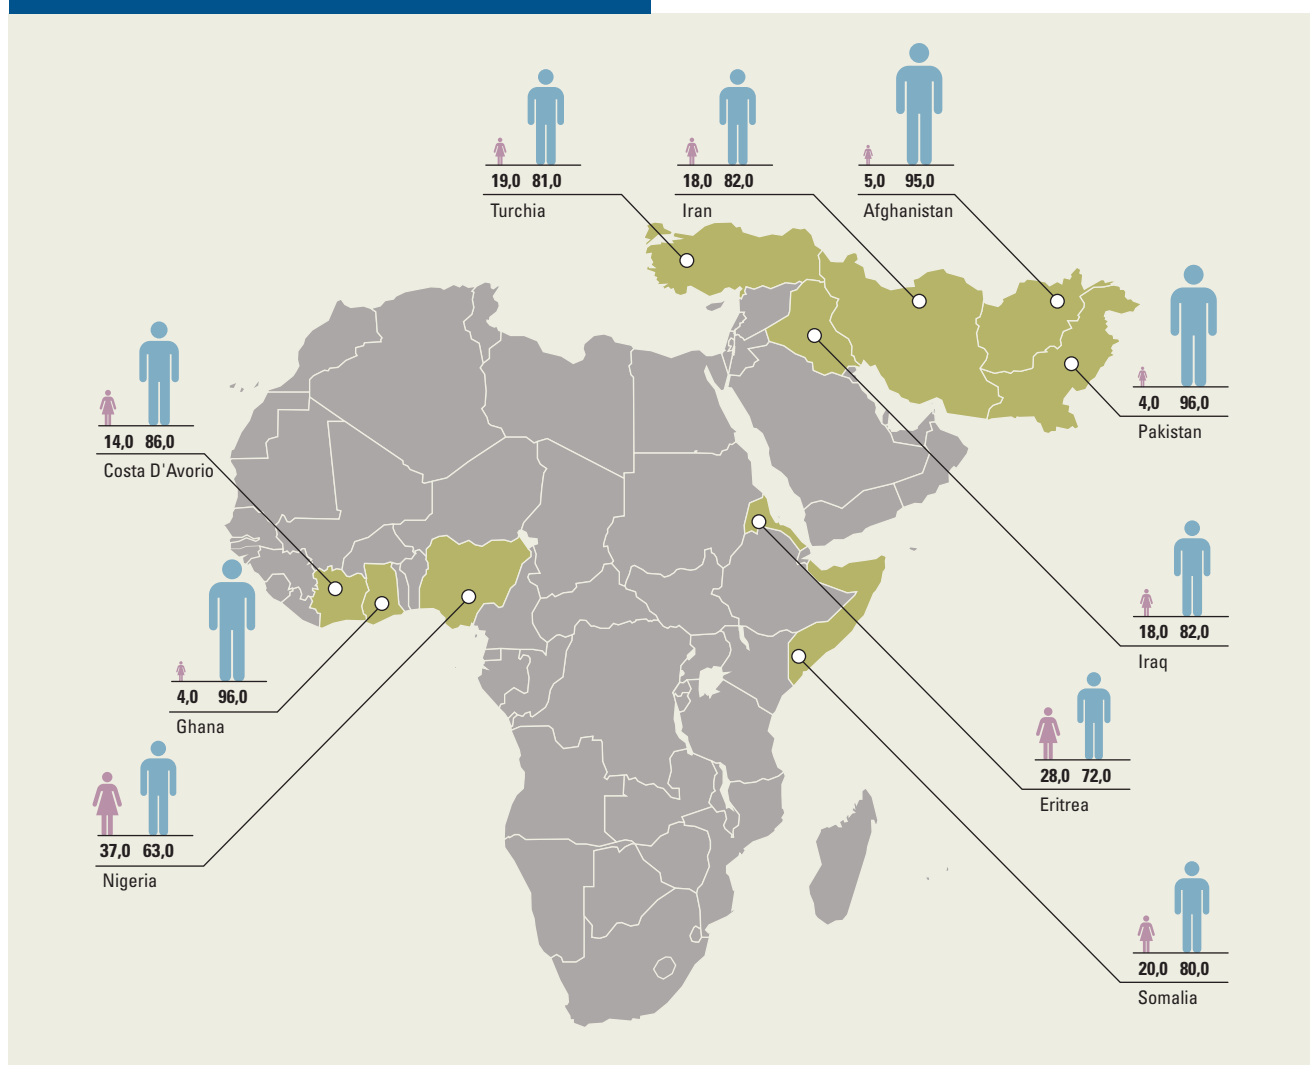 19,0 81,0
Turchia
18,0 82,0
Iran
5,0 95,0
Afghanistan
4,0 96,0
Pakistan
14,0 86,0
Costa D'Avorio
18,0 82,0
Iraq
4,0 96,0
Ghana
28,0 72,0
Eritrea
37,0 63,0
Nigeria
20,0 80,0
Somalia